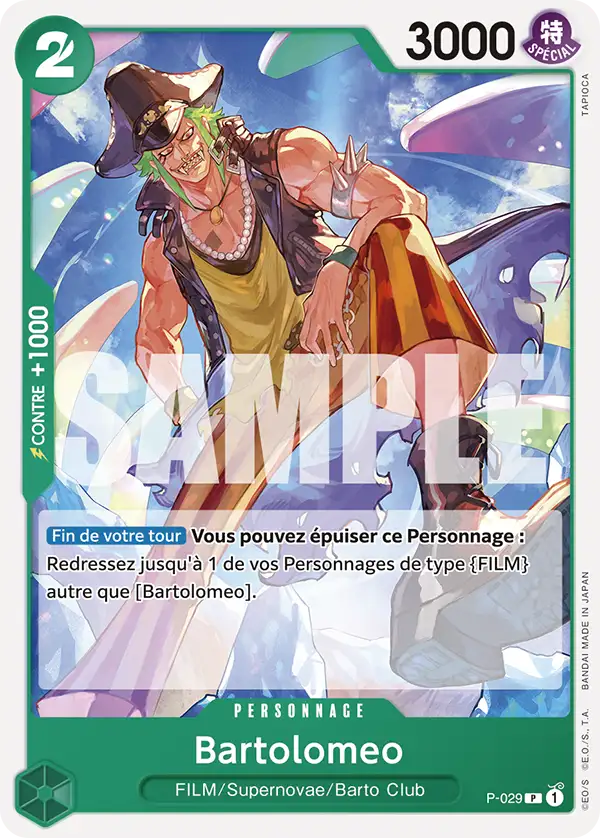 2
3000
特
SPÉCIAL
TAPIOCA
CONTRE +1000
SAMPLE
Fin de votre tour Vous pouvez épuiser ce Personnage :
Redressez jusqu'à 1 de vos Personnages de type {FILM}
autre que [Bartolomeo].
PERSONNAGE
Bartolomeo
FILM/Supernovae/Barto Club
P-029 P 1
©EO/S ©E.O./S., T.A. BANDAI MADE IN JAPAN